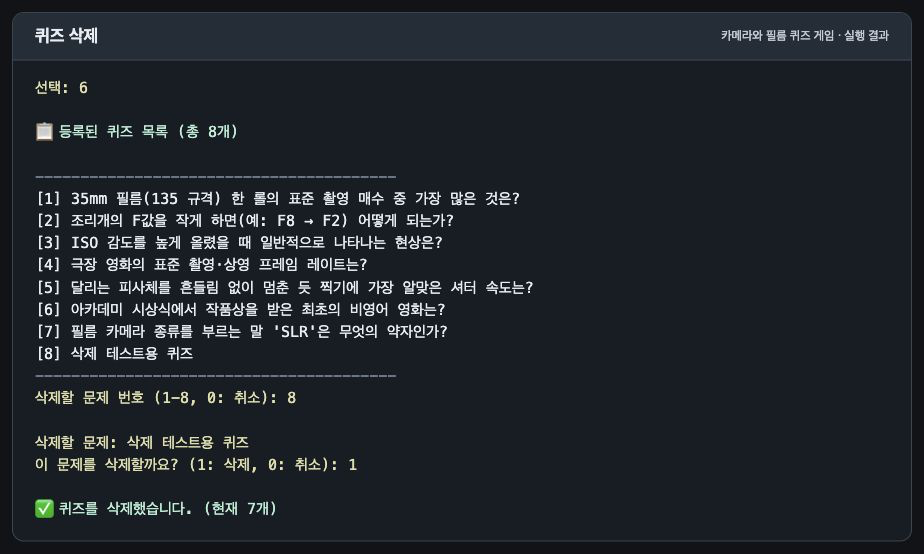 퀴즈 삭제
카메라와 필름 퀴즈 게임 · 실행 결과
선택: 6
📋 등록된 퀴즈 목록 (총 8개)
----------------------------------------
[1] 35mm 필름(135 규격) 한 롤의 표준 촬영 매수 중 가장 많은 것은?
[2] 조리개의 F값을 작게 하면(예: F8 → F2) 어떻게 되는가?
[3] ISO 감도를 높게 올렸을 때 일반적으로 나타나는 현상은?
[4] 극장 영화의 표준 촬영·상영 프레임 레이트는?
[5] 달리는 피사체를 흔들림 없이 멈춘 듯 찍기에 가장 알맞은 셔터 속도는?
[6] 아카데미 시상식에서 작품상을 받은 최초의 비영어 영화는?
[7] 필름 카메라 종류를 부르는 말 'SLR'은 무엇의 약자인가?
[8] 삭제 테스트용 퀴즈
----------------------------------------
삭제할 문제 번호 (1-8, 0: 취소): 8
삭제할 문제: 삭제 테스트용 퀴즈
이 문제를 삭제할까요? (1: 삭제, 0: 취소): 1
✅ 퀴즈를 삭제했습니다. (현재 7개)